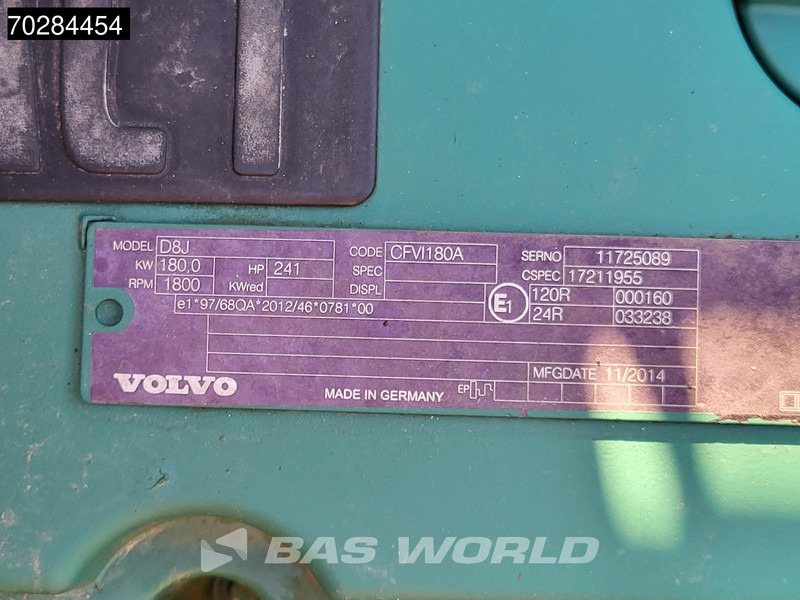 70284454
MODEL D8J
KW 180,0 HP 241
RPM 1800 KWred
CODE CFVI180A
SPEC
DISPL
SERNO 11725089
CSPEC 17211955
e1*97/68QA*2012/46*0781*00
E1
120R 000160
24R 033238
MFGDATE 11/2014
VOLVO
MADE IN GERMANY
EP
BAS WORLD